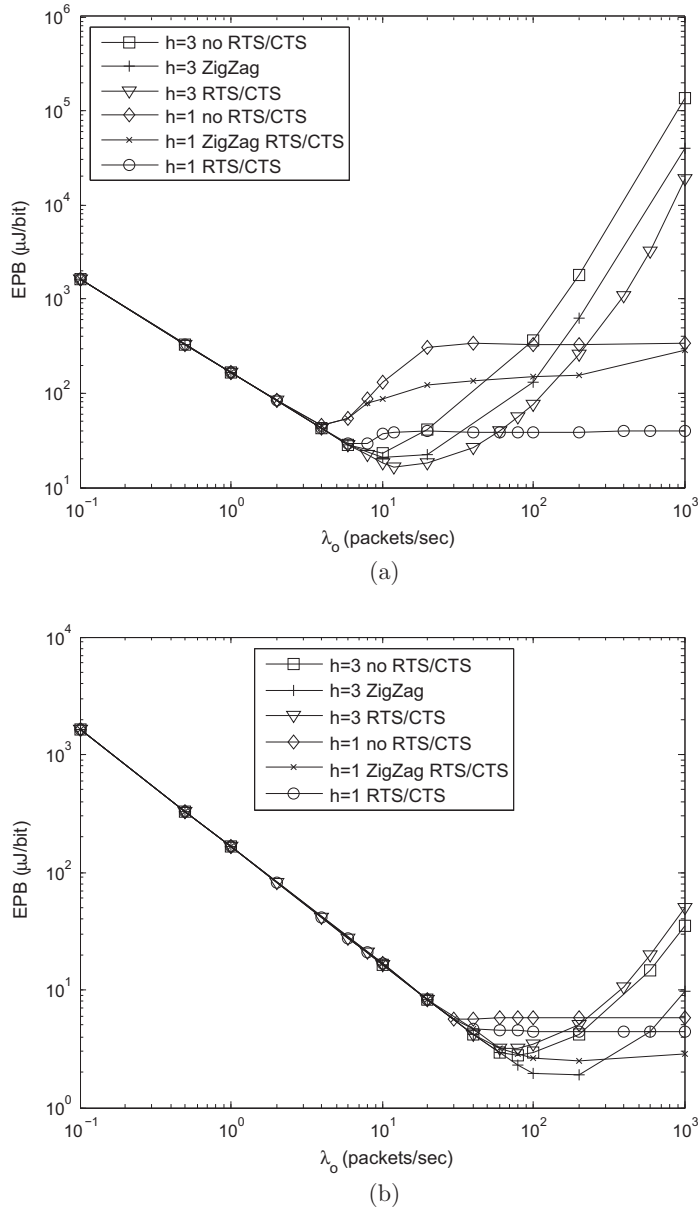 10^6
10^5
10^4
10^3
10^2
10^1
EPB (μJ/bit)
h=3 no RTS/CTS
h=3 ZigZag
h=3 RTS/CTS
h=1 no RTS/CTS
h=1 ZigZag RTS/CTS
h=1 RTS/CTS
10^−1 10^0 10^1 10^2 10^3
λ_o (packets/sec)
(a)
10^4
10^3
10^2
10^1
10^0
EPB (μJ/bit)
h=3 no RTS/CTS
h=3 ZigZag
h=3 RTS/CTS
h=1 no RTS/CTS
h=1 ZigZag RTS/CTS
h=1 RTS/CTS
10^−1 10^0 10^1 10^2 10^3
λ_o (packets/sec)
(b)